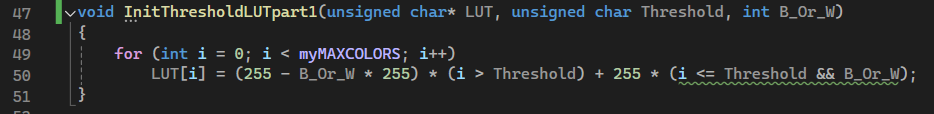 47 void InitThresholdLUTpart1(unsigned char* LUT, unsigned char Threshold, int B_Or_W)
48 {
49 for (int i = 0; i < myMAXCOLORS; i++)
50 LUT[i] = (255 - B_Or_W * 255) * (i > Threshold) + 255 * (i <= Threshold && B_Or_W);
51 }